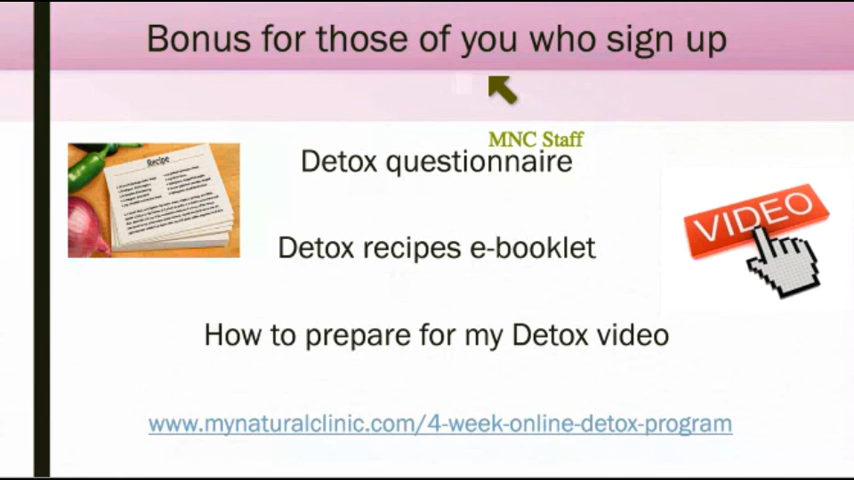 Bonus for those of you who sign up
MNC Staff
Detox questionnaire
Recipe
VIDEO
Detox recipes e-booklet
How to prepare for my Detox video
www.mynaturalclinic.com/4-week-online-detox-program